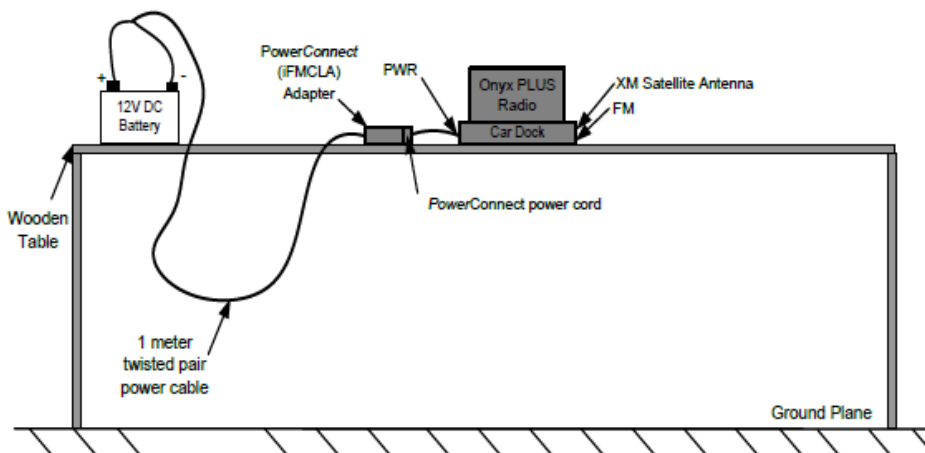 PowerConnect
(iFMCLA)
Adapter
PWR
Onyx PLUS
Radio
XM Satellite Antenna
FM
Car Dock
+
-
12V DC
Battery
PowerConnect power cord
Wooden
Table
1 meter
twisted pair
power cable
Ground Plane